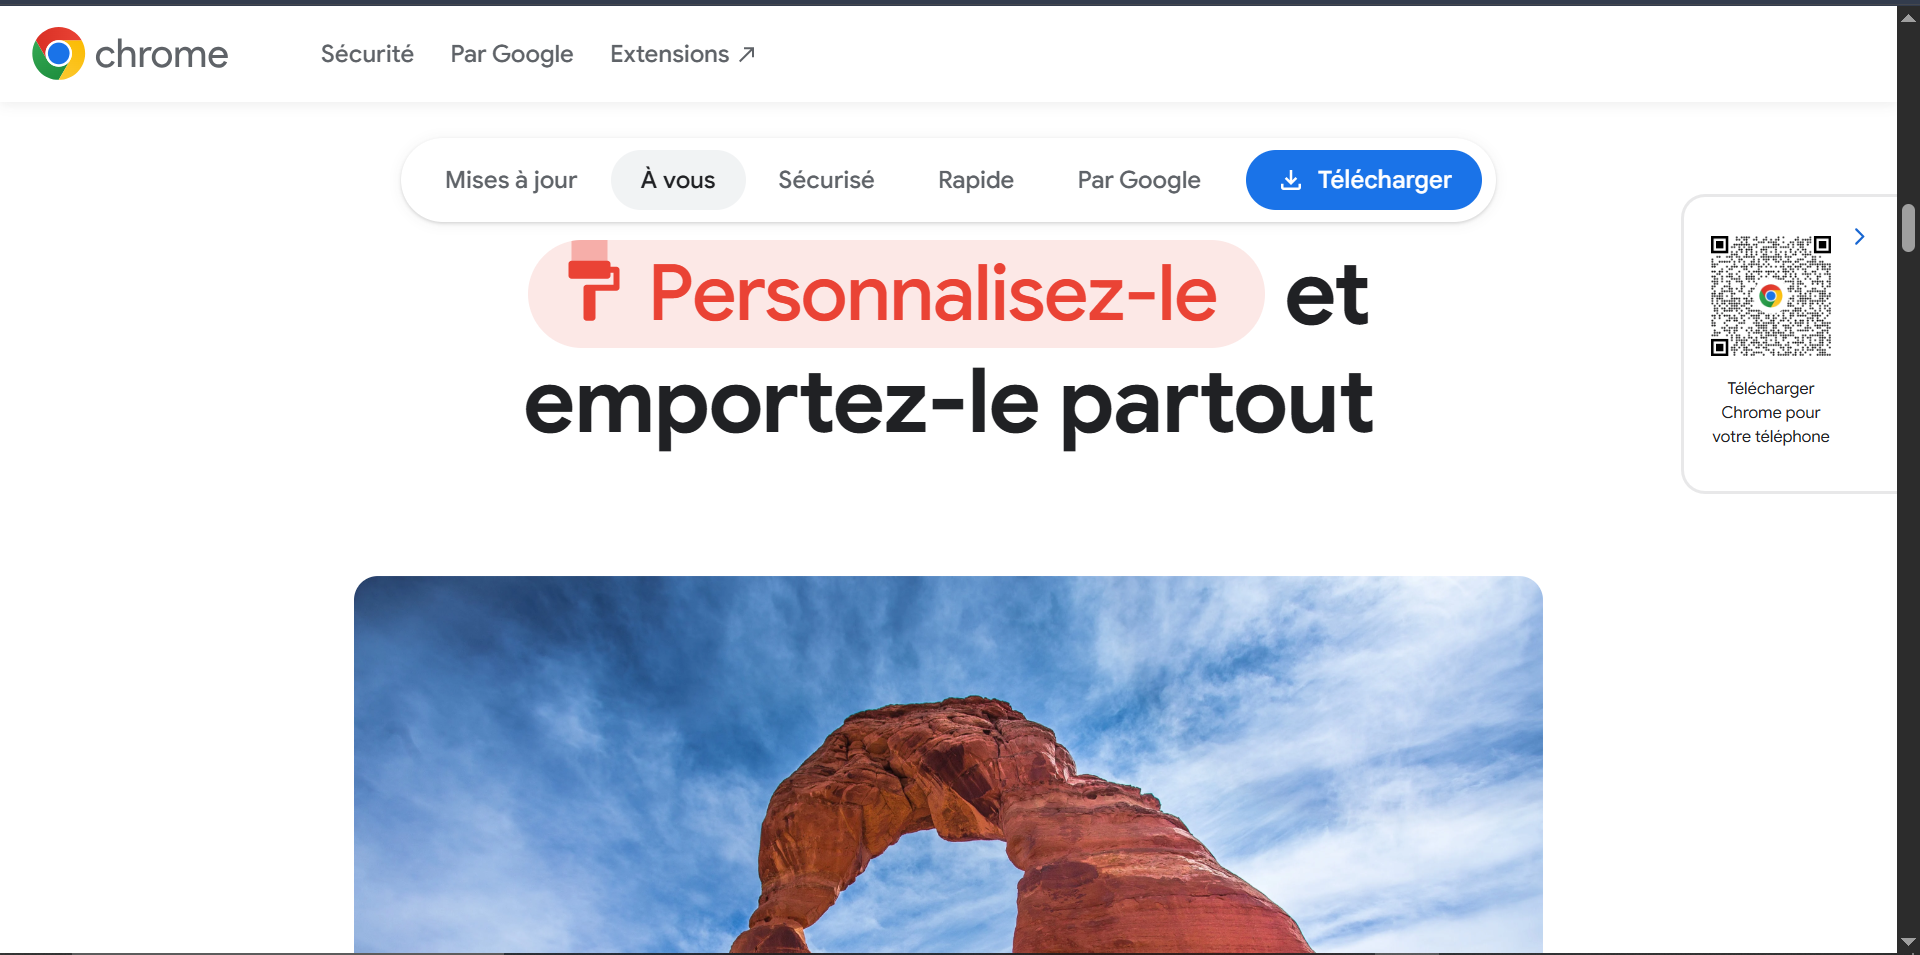 chrome
Sécurité
Par Google
Extensions
Mises à jour
À vous
Sécurisé
Rapide
Par Google
Télécharger
Personnalisez-le et
emportez-le partout
Télécharger
Chrome pour
votre téléphone